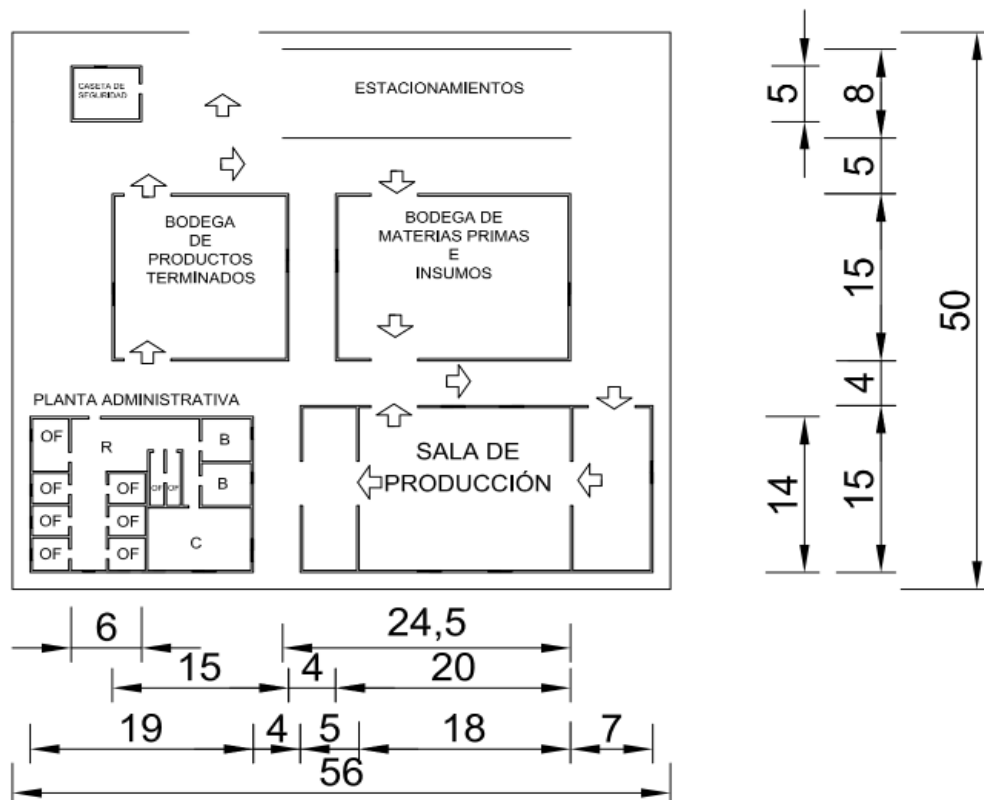 CASETA DE
SEGURIDAD
ESTACIONAMIENTOS
BODEGA
DE
PRODUCTOS
TERMINADOS
BODEGA DE
MATERIAS PRIMAS
E
INSUMOS
PLANTA ADMINISTRATIVA
OF
R
B
OF
OF
OF
OF
B
OF
OF
C
OF
OF
SALA DE
PRODUCCIÓN
5
8
5
15
4
14
15
50
6
24,5
15
4
20
19
4
5
18
7
56